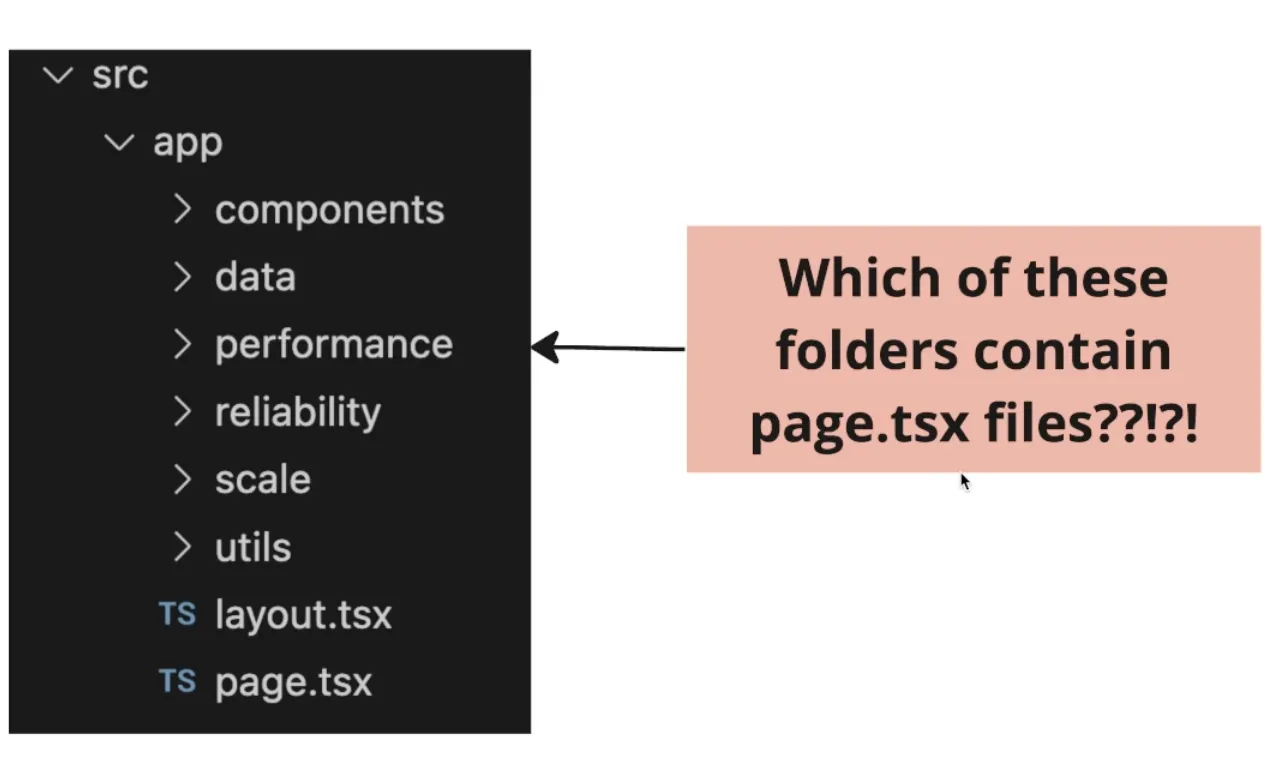 src
app
components
data
performance
reliability
scale
utils
TS layout.tsx
TS page.tsx
Which of these
folders contain
page.tsx files??!?!